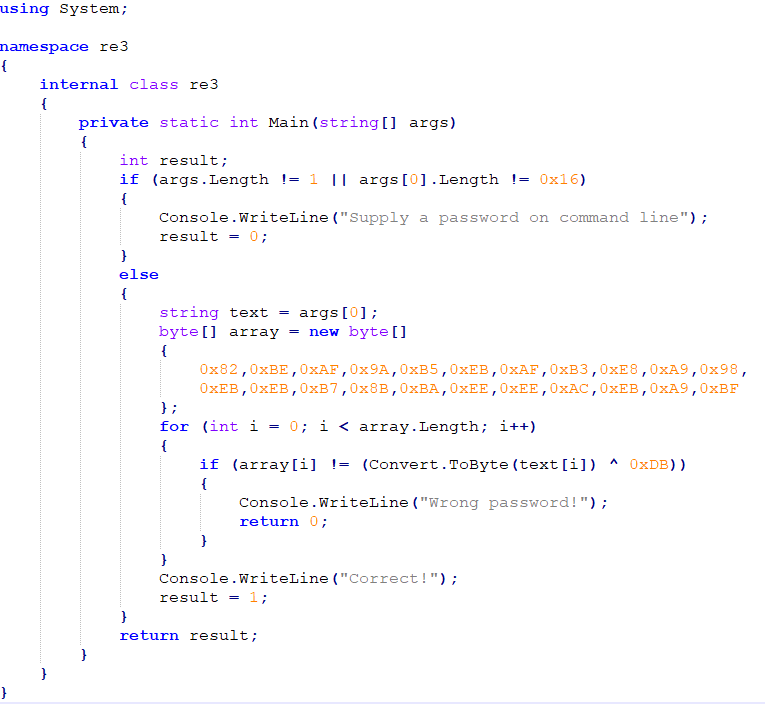 using System;
namespace re3
{
    internal class re3
    {
        private static int Main(string[] args)
        {
            int result;
            if (args.Length != 1 || args[0].Length != 0x16)
            {
                Console.WriteLine("Supply a password on command line");
                result = 0;
            }
            else
            {
                string text = args[0];
                byte[] array = new byte[]
                {
                    0x82,0xBE,0xAF,0x9A,0xB5,0xEB,0xAF,0xB3,0xE8,0xA9,0x98,
                    0xEB,0xEB,0xB7,0x8B,0xBA,0xEE,0xEE,0xAC,0xEB,0xA9,0xBF
                };
                for (int i = 0; i < array.Length; i++)
                {
                    if (array[i] != (Convert.ToByte(text[i]) ^ 0xDB))
                    {
                        Console.WriteLine("Wrong password!");
                        return 0;
                    }
                }
                Console.WriteLine("Correct!");
                result = 1;
            }
            return result;
        }
    }
}